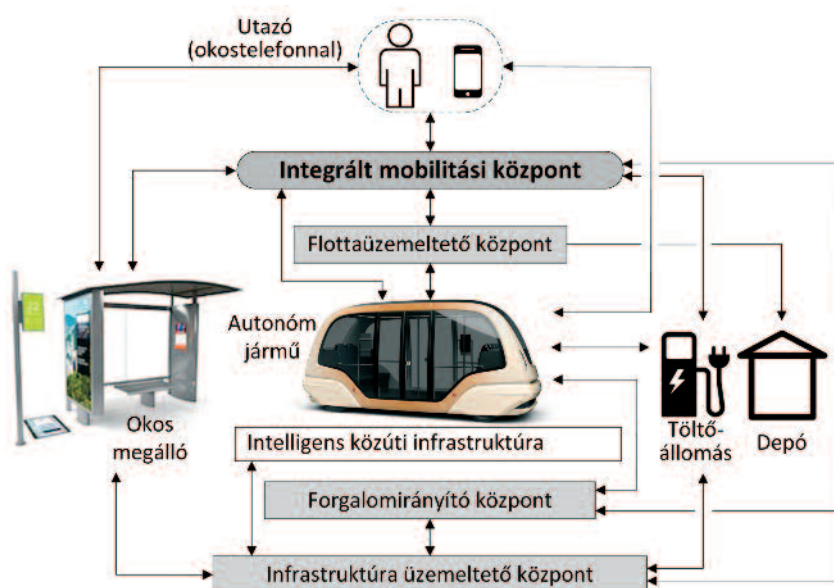 Utazó
(okostelefonnal)
Integrált mobilitási központ
Flottaüzemeltető központ
Autonóm
jármű
Okos
megálló
Töltő-
állomás
Depó
Intelligens közúti infrastruktúra
Forgalomirányító központ
Infrastruktúra üzemeltető központ